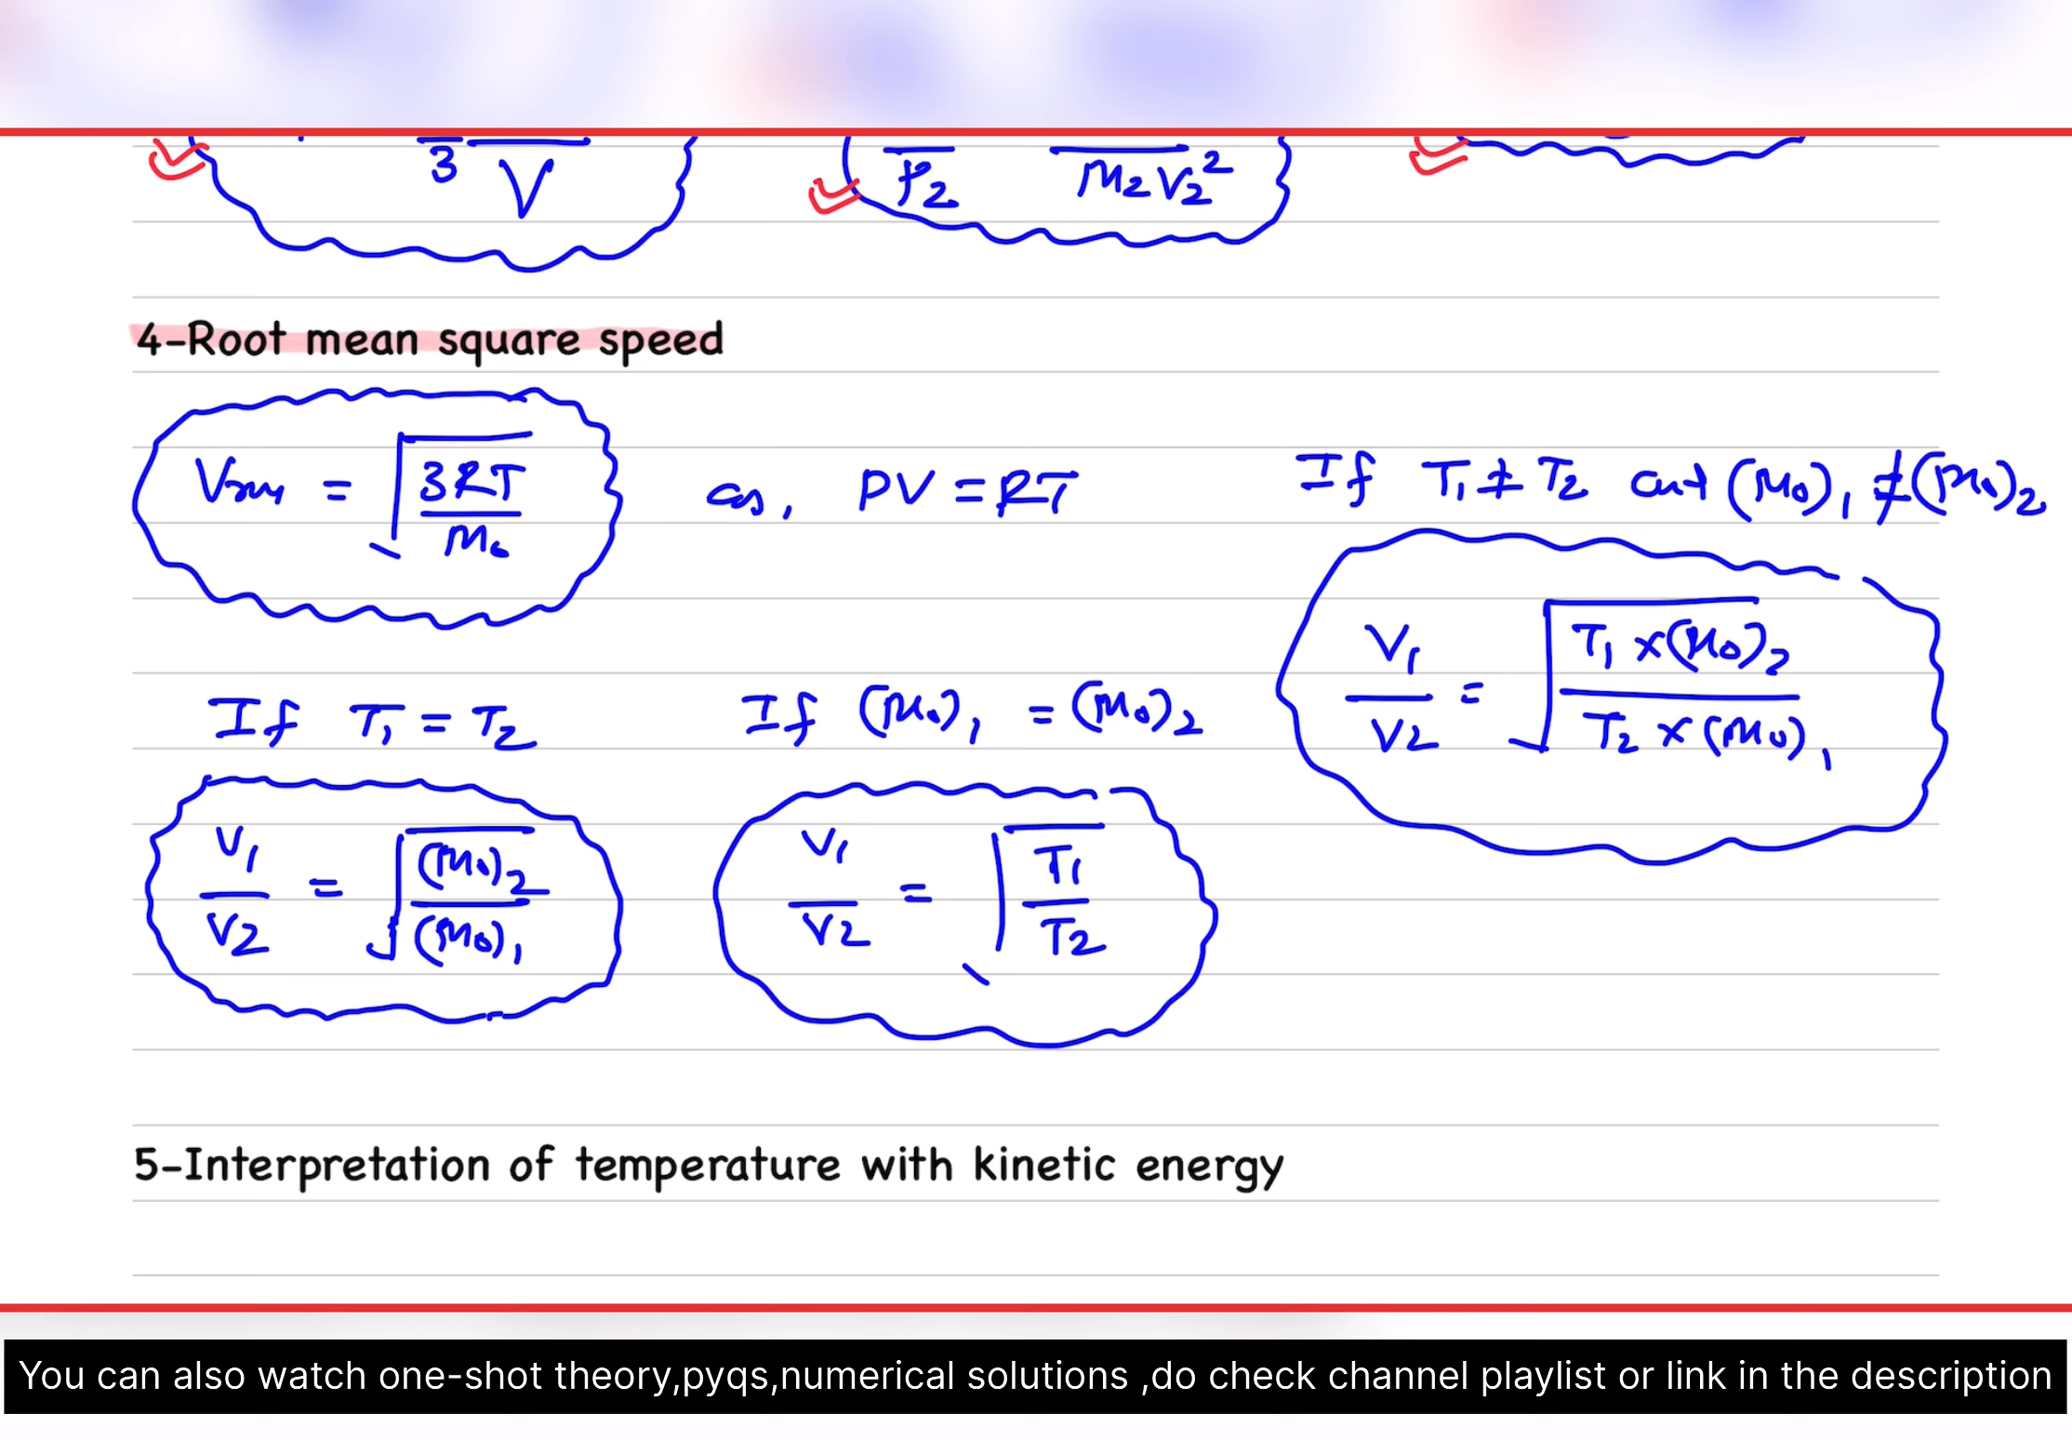 3 V
P2 M2 V2²
4-Root mean square speed
Vrms = √(3RT / M0)
as, PV = RT
If T1 ≠ T2 and (M0)1 ≠ (M0)2
V1 / V2 = √(T1 × (M0)2 / T2 × (M0)1)
If T1 = T2
V1 / V2 = √((M0)2 / (M0)1)
If (M0)1 = (M0)2
V1 / V2 = √(T1 / T2)
5-Interpretation of temperature with kinetic energy
You can also watch one-shot theory,pyqs,numerical solutions ,do check channel playlist or link in the description